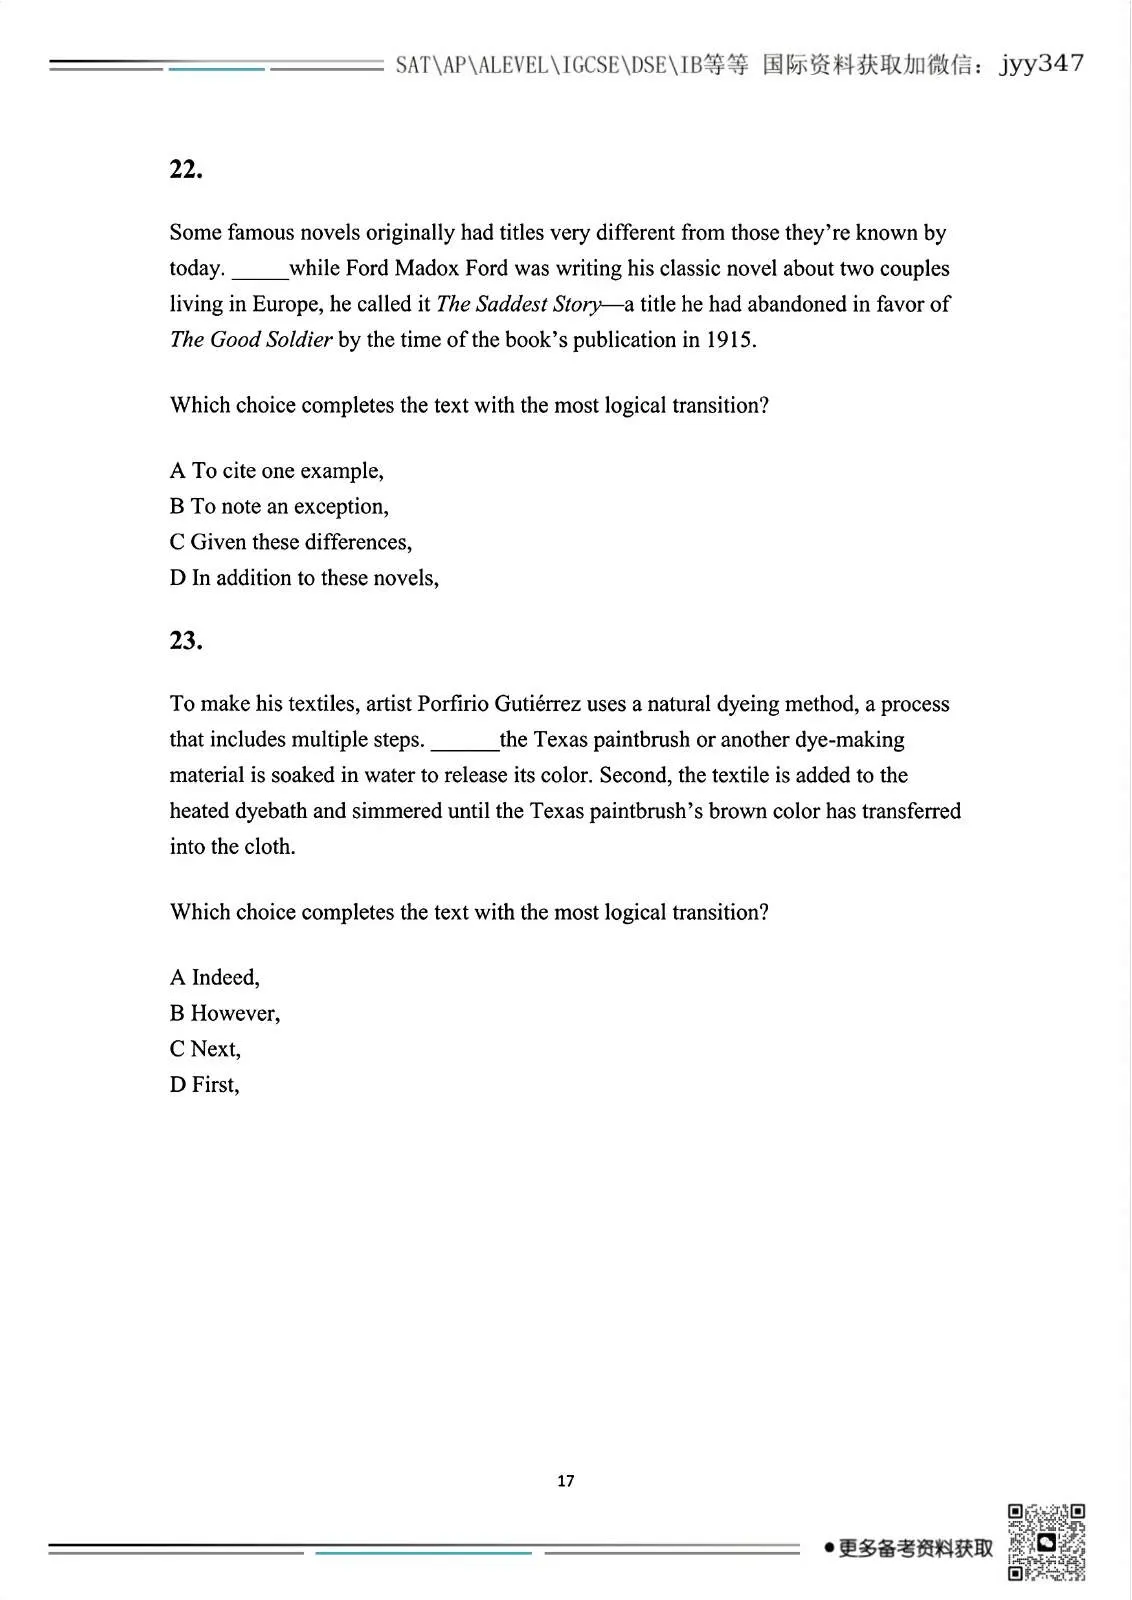 SAT\AP\ALEVEL\IGCSE\DSE\IB等等 国际资料获取加微信：jyy347
22.
Some famous novels originally had titles very different from those they’re known by
today. _____while Ford Madox Ford was writing his classic novel about two couples
living in Europe, he called it The Saddest Story—a title he had abandoned in favor of
The Good Soldier by the time of the book’s publication in 1915.
Which choice completes the text with the most logical transition?
A To cite one example,
B To note an exception,
C Given these differences,
D In addition to these novels,
23.
To make his textiles, artist Porfirio Gutiérrez uses a natural dyeing method, a process
that includes multiple steps. ______the Texas paintbrush or another dye-making
material is soaked in water to release its color. Second, the textile is added to the
heated dyebath and simmered until the Texas paintbrush’s brown color has transferred
into the cloth.
Which choice completes the text with the most logical transition?
A Indeed,
B However,
C Next,
D First,
17
●更多备考资料获取